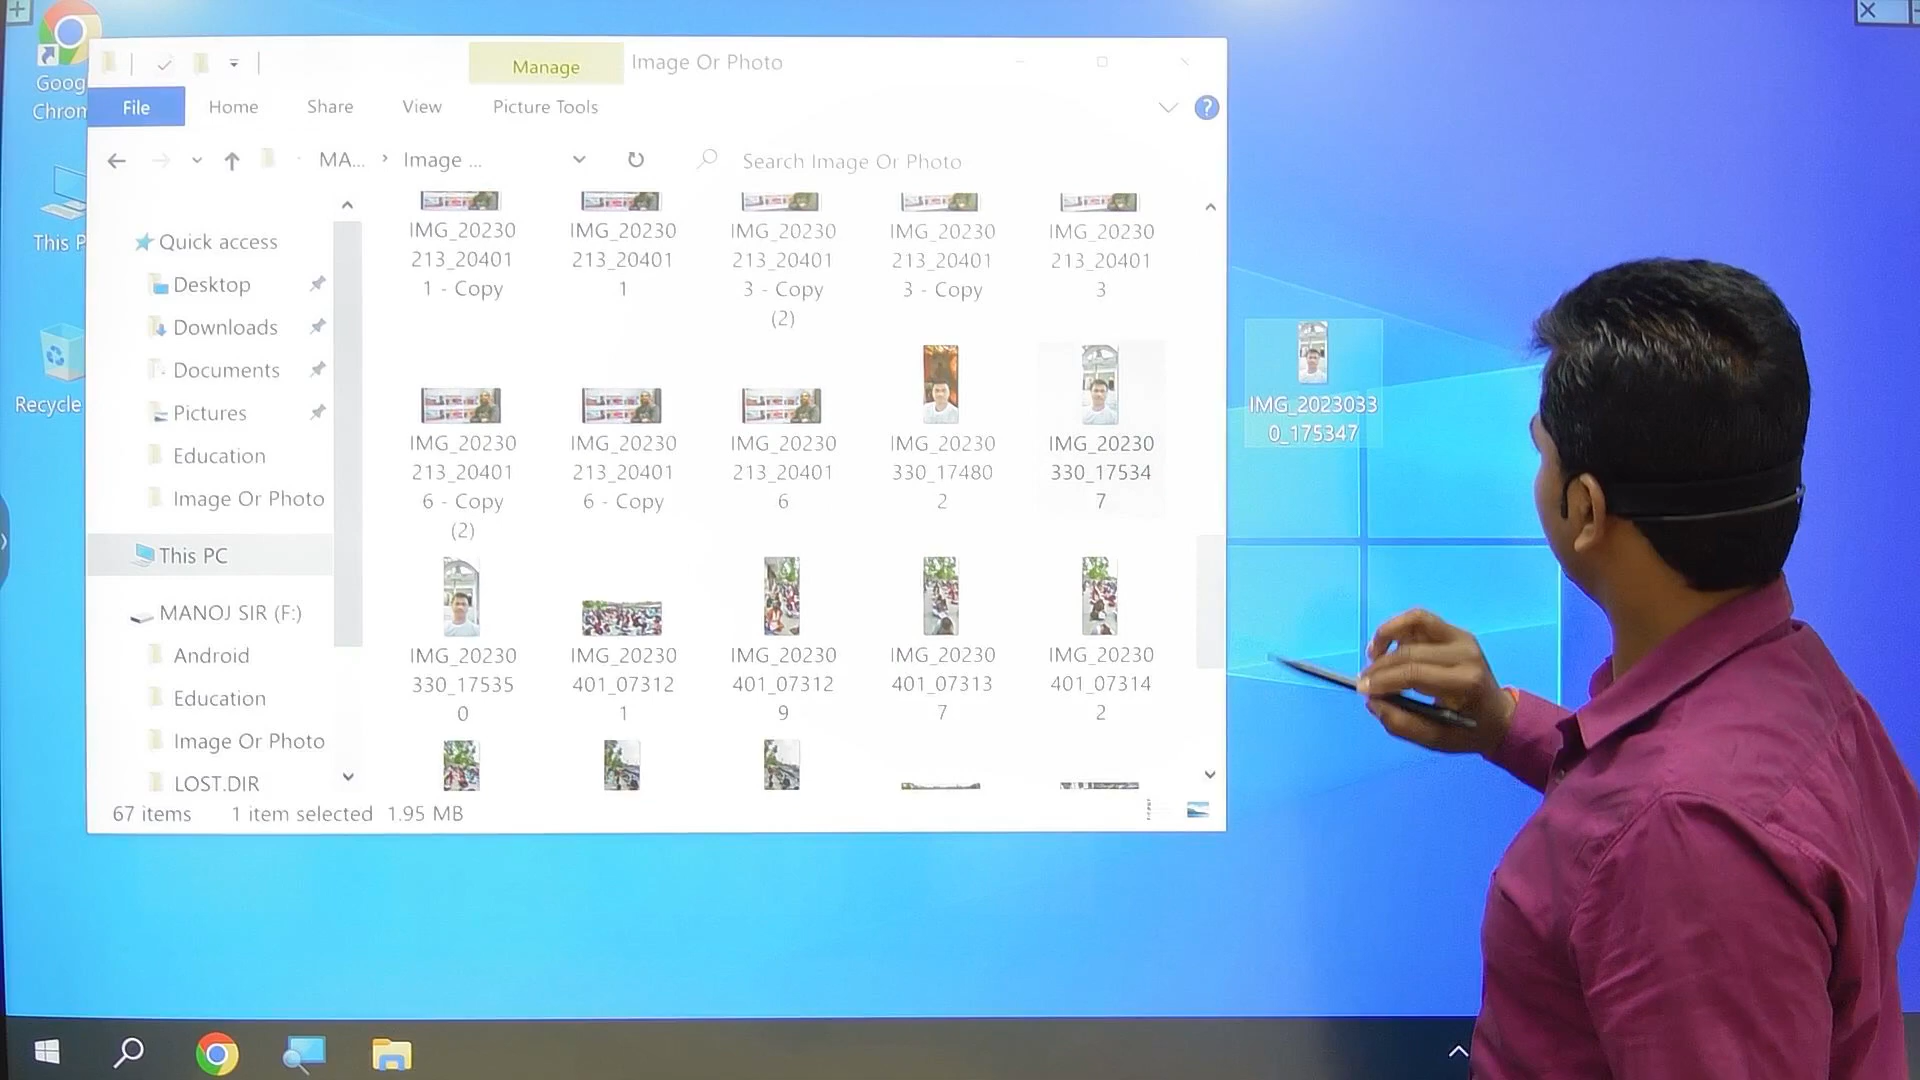 Goog
Chrom
This P
Recycle
Manage
Image Or Photo
File
Home
Share
View
Picture Tools
?
MA...
Image ...
Search Image Or Photo
Quick access
Desktop
Downloads
Documents
Pictures
Education
Image Or Photo
This PC
MANOJ SIR (F:)
Android
Education
Image Or Photo
LOST.DIR
IMG_20230
213_20401
1 - Copy
IMG_20230
213_20401
1
IMG_20230
213_20401
3 - Copy
(2)
IMG_20230
213_20401
3 - Copy
IMG_20230
213_20401
3
IMG_20230
213_20401
6 - Copy
(2)
IMG_20230
213_20401
6 - Copy
IMG_20230
213_20401
6
IMG_20230
330_17480
2
IMG_20230
330_17534
7
IMG_20230
330_17535
0
IMG_20230
401_07312
1
IMG_20230
401_07312
9
IMG_20230
401_07313
7
IMG_20230
401_07314
2
67 items
1 item selected
1.95 MB
IMG_2023033
0_175347